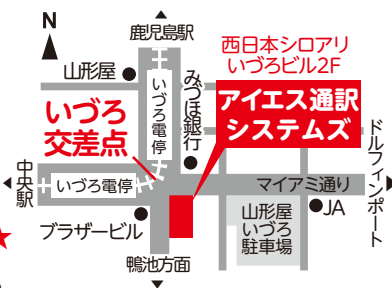 N
鹿児島駅
西日本シロアリ
いづろビル2F
山形屋
いづろ電停
みづほ銀行
アイエス通訳
システムズ
いづろ
交差点
中央駅
いづろ電停
マイアミ通り
ドルフィンポート
ブラザービル
山形屋
いづろ
駐車場
JA
鴨池方面